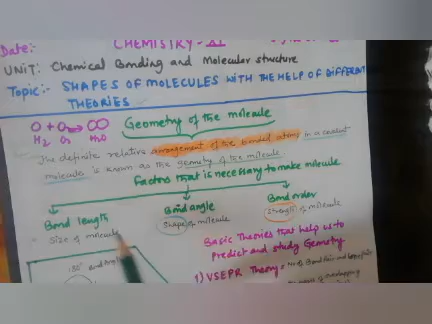 Date:- CHEMISTRY-XI
UNIT: Chemical Bonding and Molecular structure
Topic:- SHAPES OF MOLECULES WITH THE HELP OF DIFFERENT
THEORIES
O + O → OO
H2 O2 H2O
Geometry of the molecule
The definite relative arrangement of the bonded atoms in a covalent
molecule is known as the geometry of the molecule.
Factors that is necessary to make molecule
Bond length
Size of molecule
Bond angle
Shape of molecule
Bond order
Strength of molecule
Basic Theories that help us to
Predict and study Geometry
1) VSEPR Theory:
of overlapping